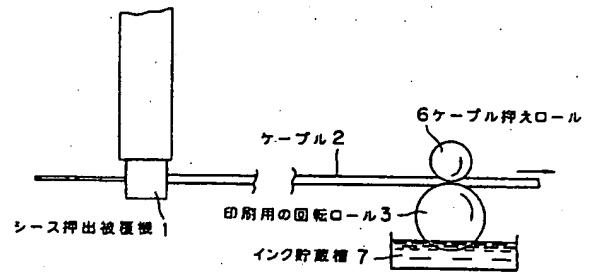 6ケーブル抑えロール
ケーブル2
印刷用の回転ロール3
シース押出被覆機1
インク貯蔵槽7